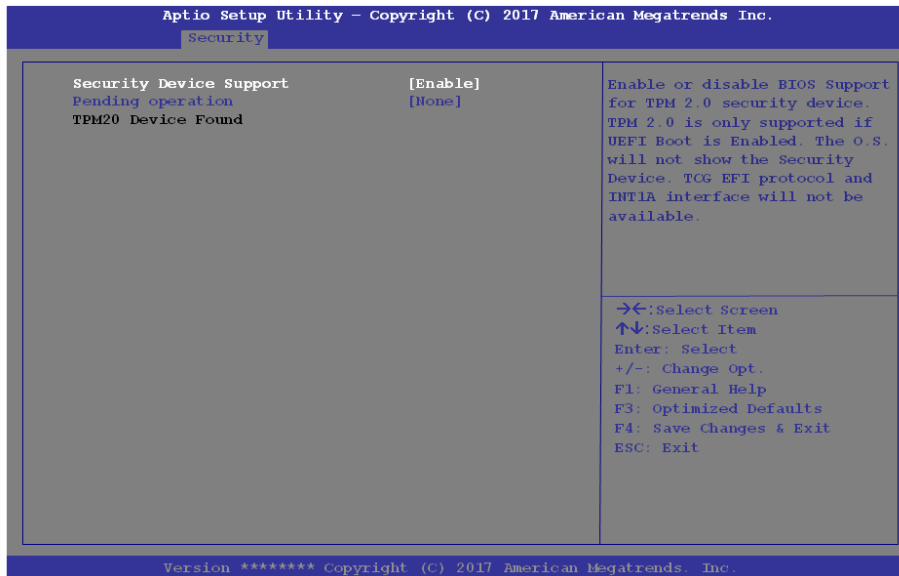 Aptio Setup Utility – Copyright (C) 2017 American Megatrends Inc.
Security
Security Device Support [Enable]
Pending operation [None]
TPM20 Device Found
Enable or disable BIOS Support
for TPM 2.0 security device.
TPM 2.0 is only supported if
UEFI Boot is Enabled. The O.S.
will not show the Security
Device. TCG EFI protocol and
INT1A interface will not be
available.
→←:Select Screen
↑↓:Select Item
Enter: Select
+/-: Change Opt.
F1: General Help
F3: Optimized Defaults
F4: Save Changes & Exit
ESC: Exit
Version ******** Copyright (C) 2017 American Megatrends. Inc.